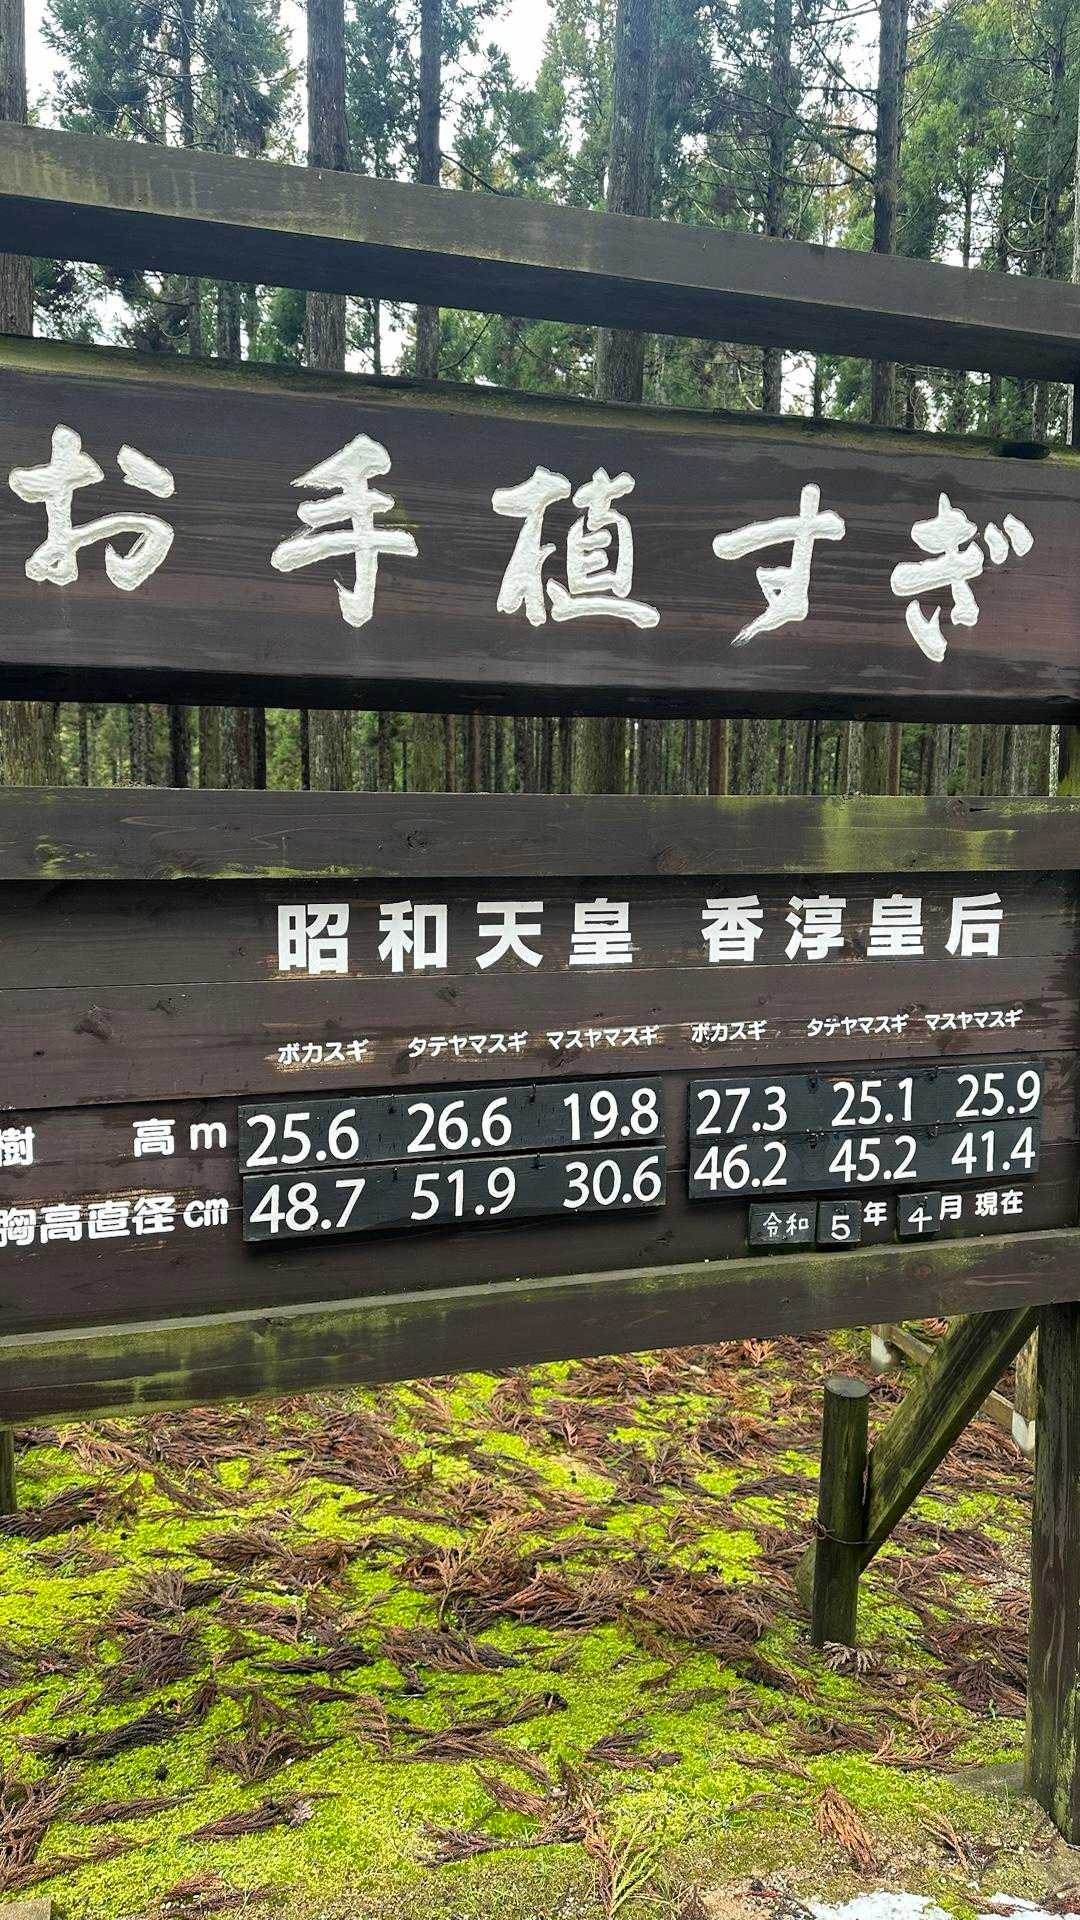 お手植すぎ
昭和天皇 香淳皇后
ボカスギ タテヤマスギ マスヤマスギ ボカスギ タテヤマスギ マスヤマスギ
樹 高 m 25.6 26.6 19.8 27.3 25.1 25.9
胸高直径 cm 48.7 51.9 30.6 46.2 45.2 41.4
令和 5 年 4 月 現在